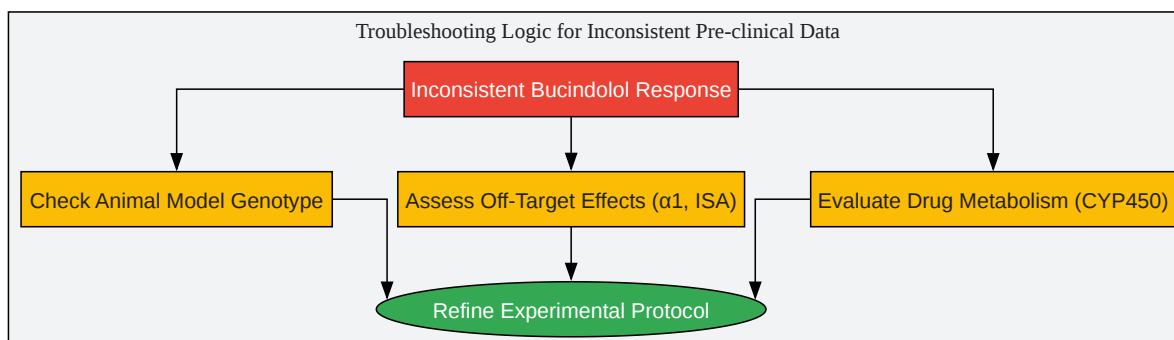 Troubleshooting Logic for Inconsistent Pre-clinical Data
Inconsistent Bucindolol Response
Check Animal Model Genotype
Assess Off-Target Effects (α1, ISA)
Evaluate Drug Metabolism (CYP450)
Refine Experimental Protocol